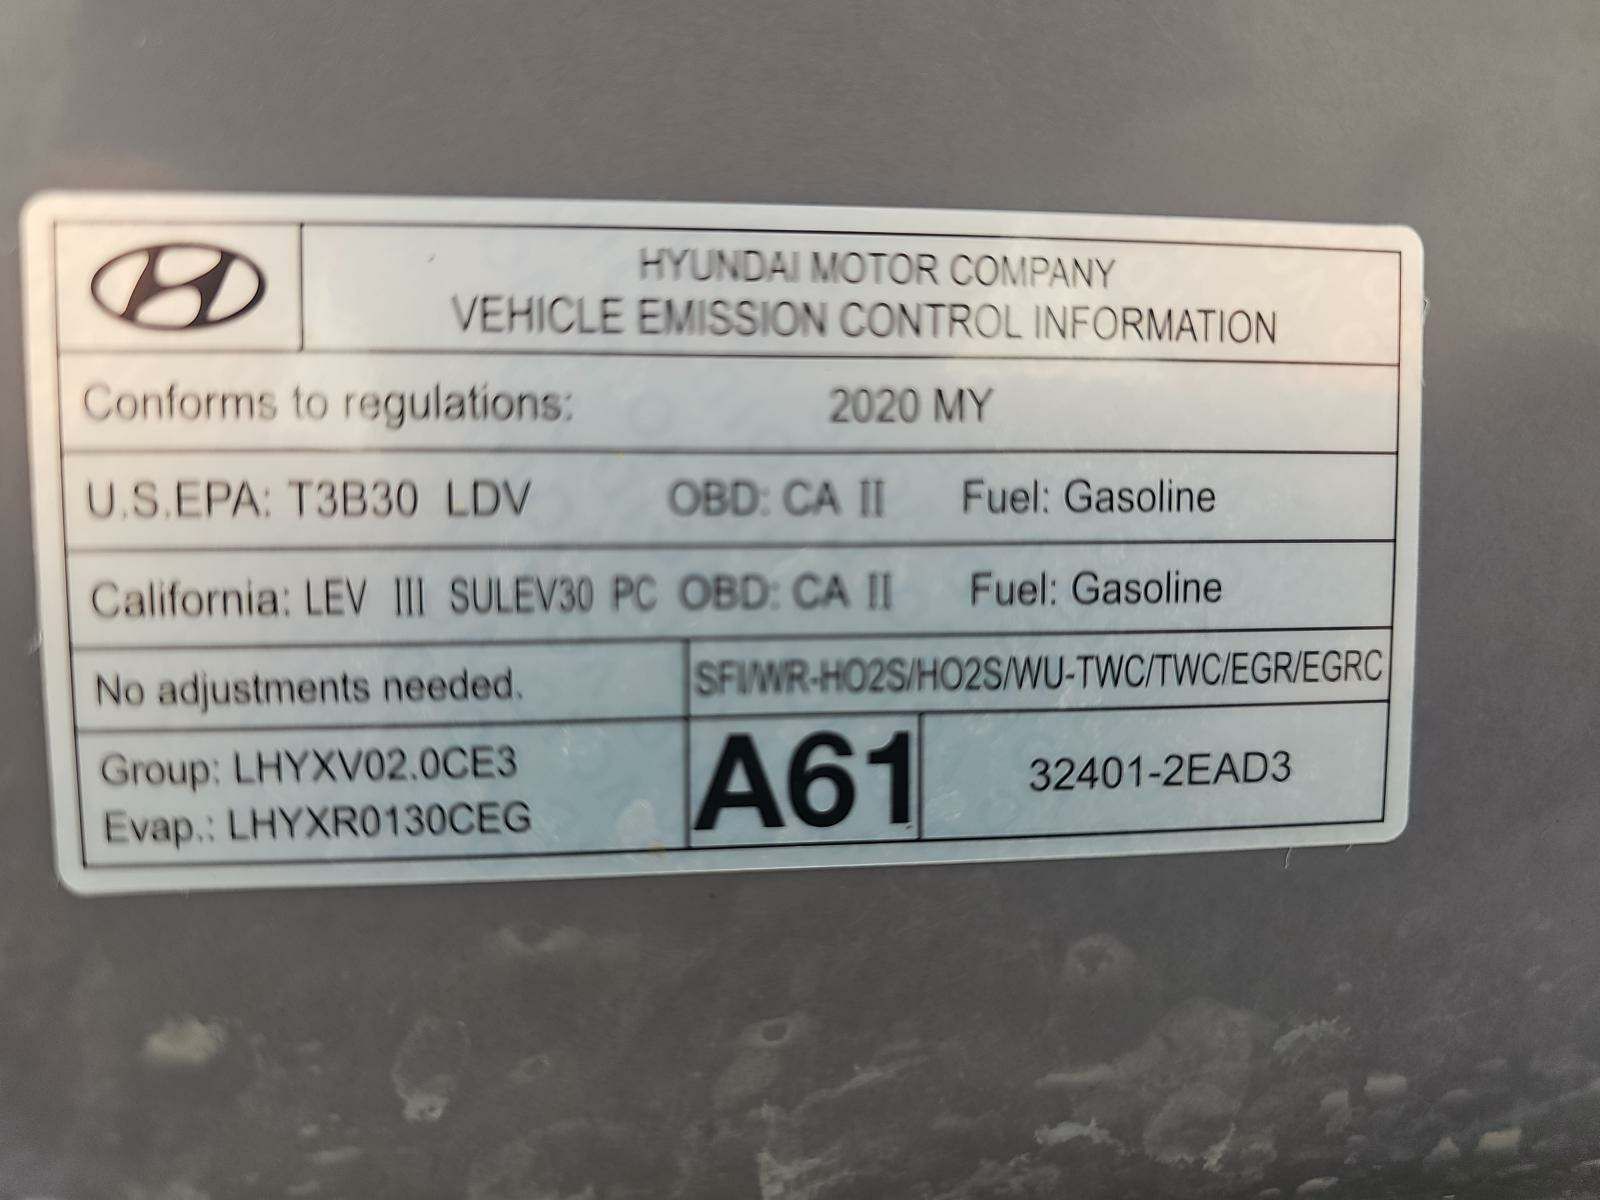 HYUNDAI MOTOR COMPANY
VEHICLE EMISSION CONTROL INFORMATION
Conforms to regulations: 2020 MY
U.S.EPA: T3B30 LDV OBD: CA II Fuel: Gasoline
California: LEV III SULEV30 PC OBD: CA II Fuel: Gasoline
No adjustments needed. SFI/WR-HO2S/HO2S/WU-TWC/TWC/EGR/EGRC
Group: LHYXV02.0CE3
Evap.: LHYXR0130CEG
A61
32401-2EAD3